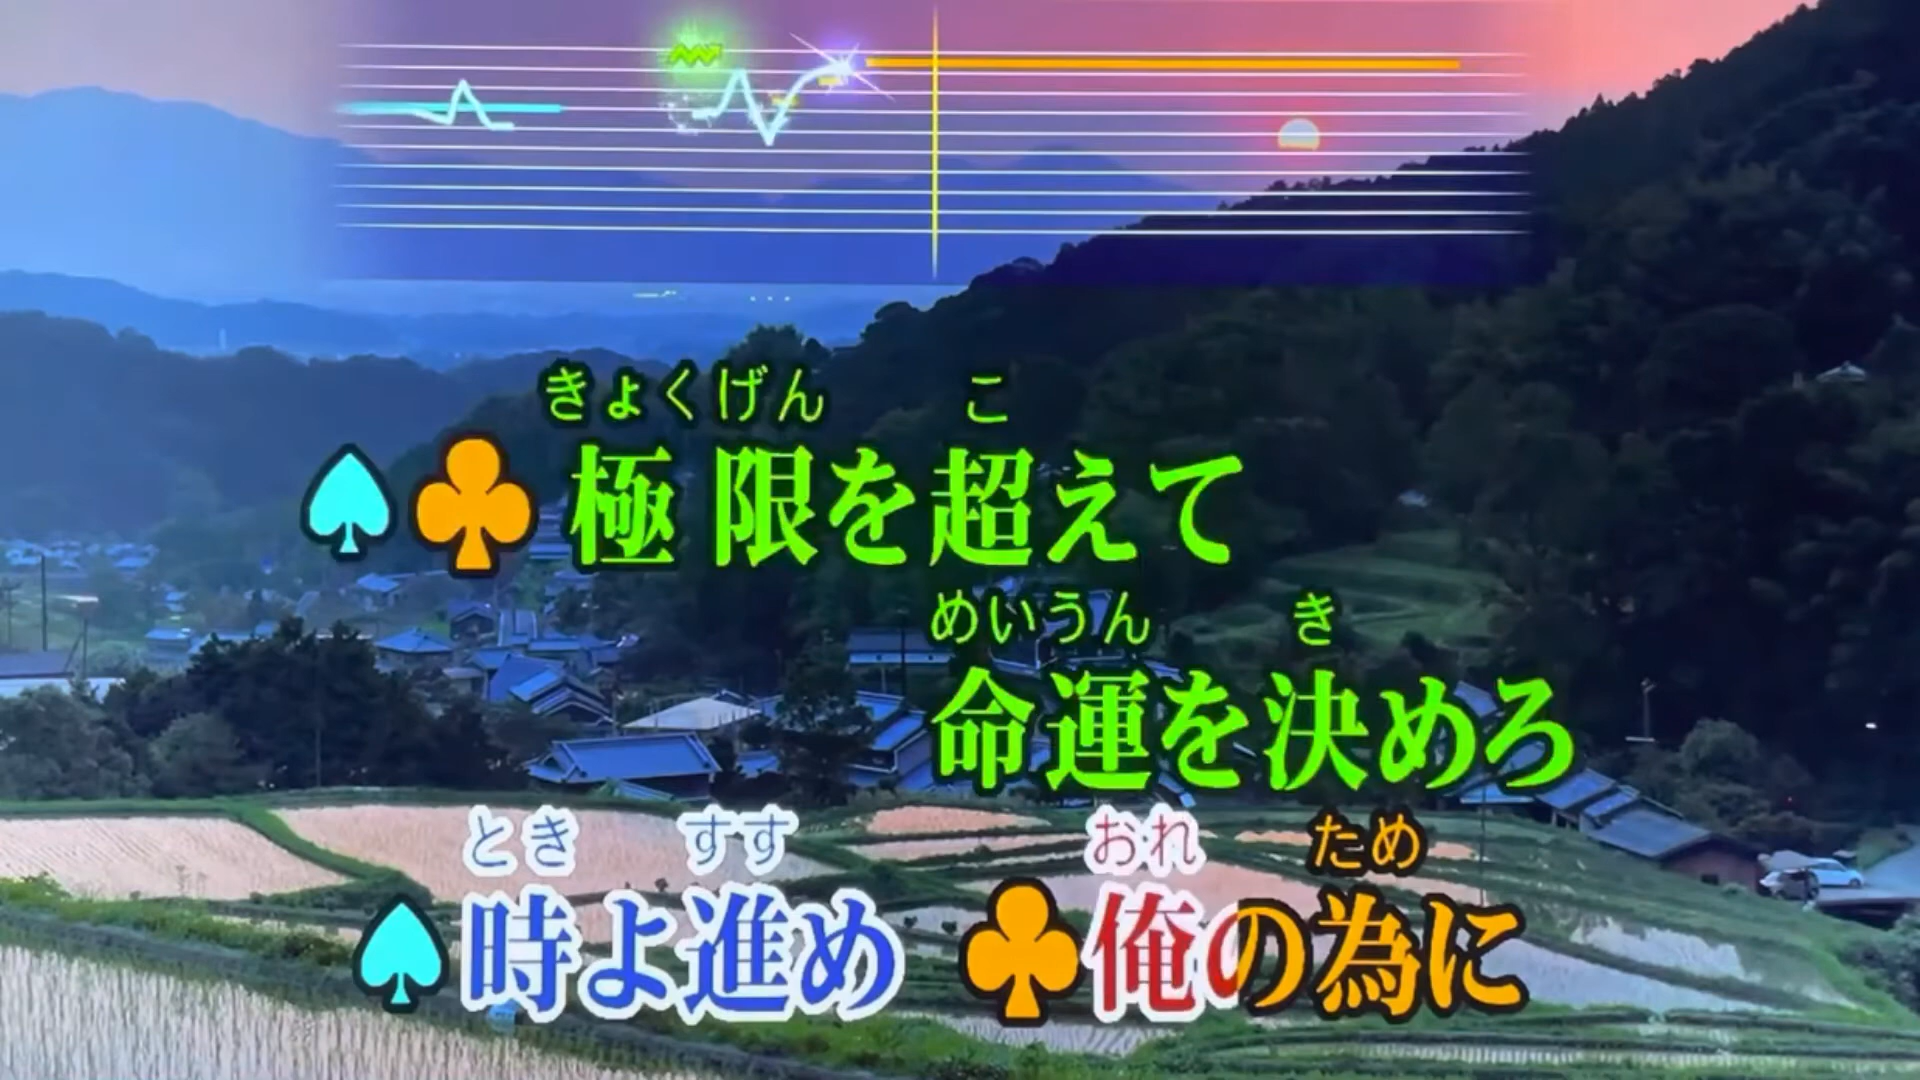 きょくげん こ
♠♣極限を超えて
めいうん き
命運を決めろ
とき すす おれ ため
♠時よ進め ♣俺の為に